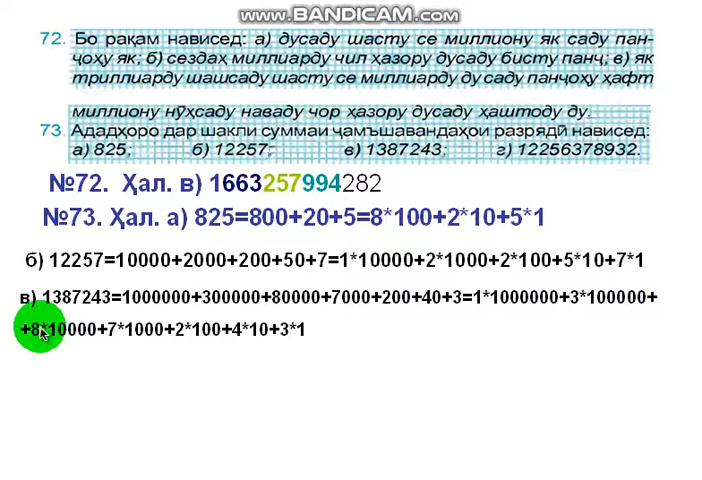 www.BANDICAM.com
72. Бо рақам нависед: а) дусаду шасту се миллиону як саду пан-
ҷоҳу як; б) сездаҳ миллиарду чил ҳазору дусаду бисту панҷ; в) як
триллиарду шашсаду шасту се миллиарду ду саду панҷоҳу ҳафт
миллиону нӯҳсаду наваду чор ҳазору дусаду ҳаштоду ду.
73. Ададҳоро дар шакли суммаи ҷамъшавандаҳои разрядӣ нависед:
а) 825; б) 12257; в) 1387243; г) 12256378932.
№72. Ҳал. в) 1663257994282
№73. Ҳал. а) 825=800+20+5=8*100+2*10+5*1
б) 12257=10000+2000+200+50+7=1*10000+2*1000+2*100+5*10+7*1
в) 1387243=1000000+300000+80000+7000+200+40+3=1*1000000+3*100000+
+8*10000+7*1000+2*100+4*10+3*1